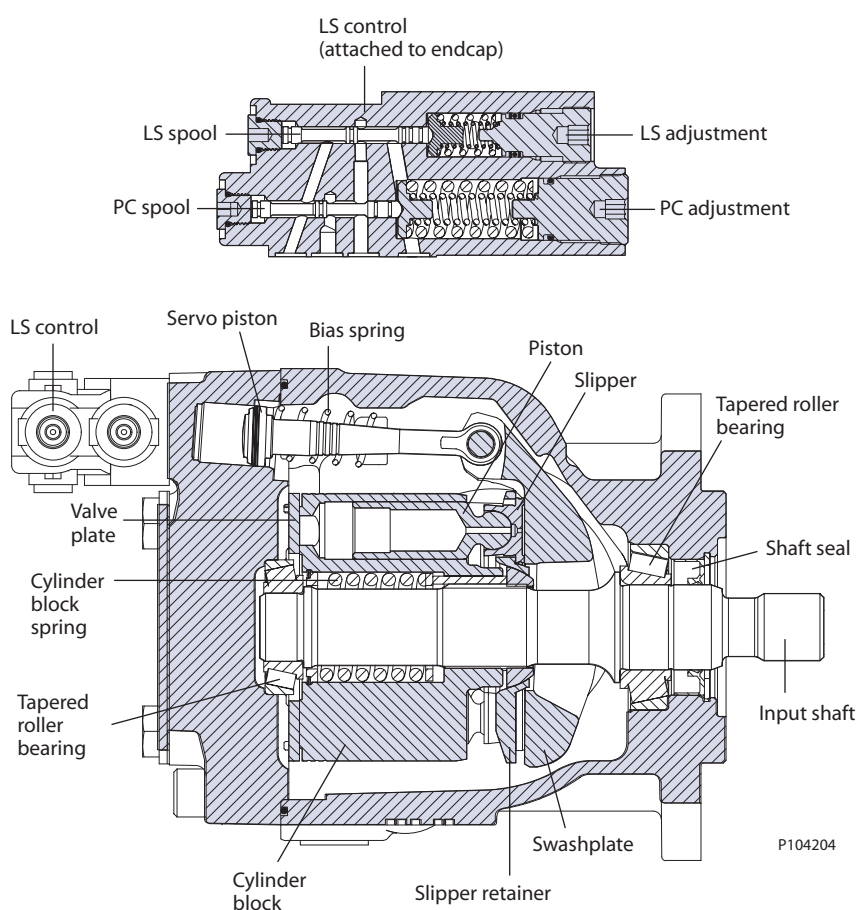 LS control
(attached to endcap)
LS spool
LS adjustment
PC spool
PC adjustment
LS control
Servo piston
Bias spring
Piston
Slipper
Tapered roller
bearing
Valve
plate
Shaft seal
Cylinder
block
spring
Tapered
roller
bearing
Input shaft
Swashplate
P104204
Cylinder
block
Slipper retainer